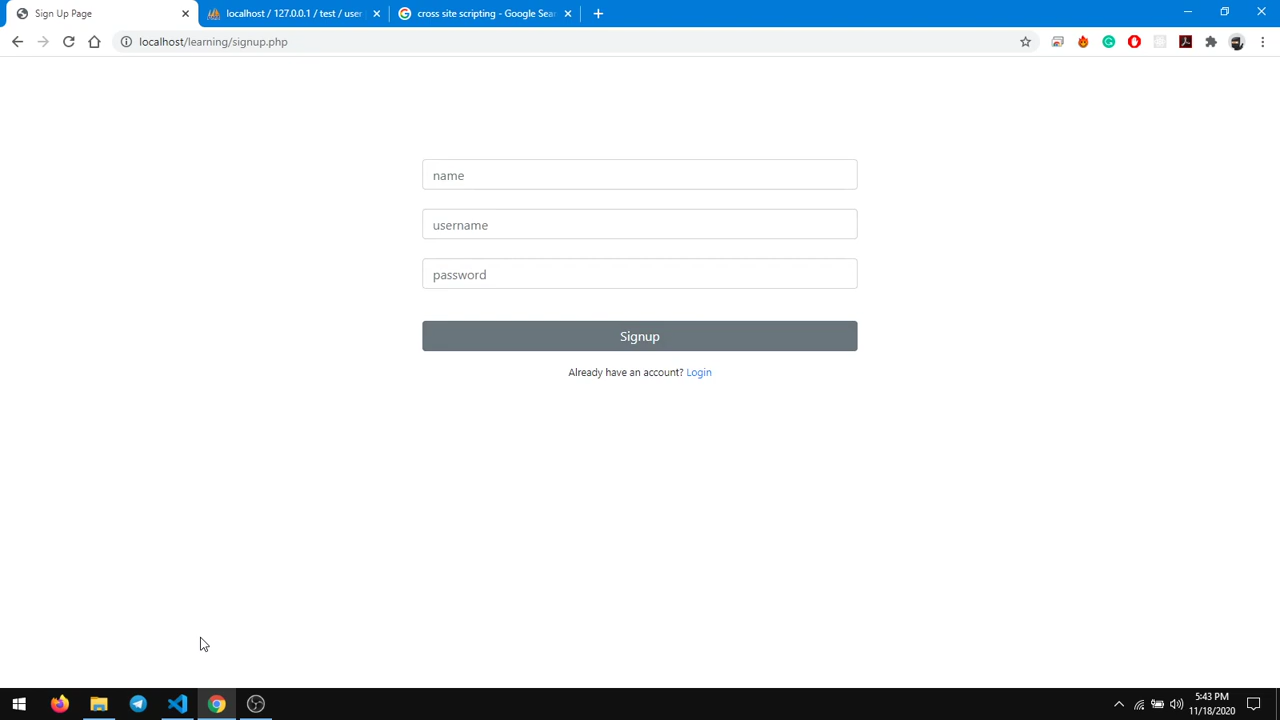 Sign Up Page
localhost / 127.0.0.1 / test / user
cross site scripting - Google Sea
localhost/learning/signup.php
name
username
password
Signup
Already have an account? Login
5:43 PM
11/18/2020